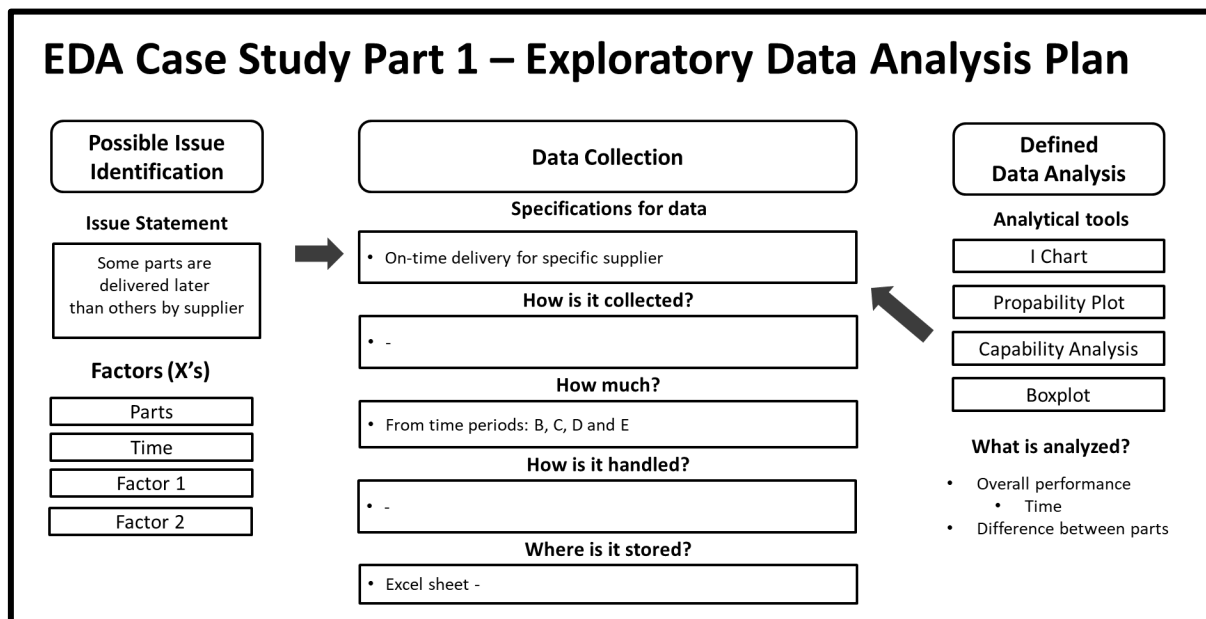 EDA Case Study Part 1 – Exploratory Data Analysis Plan
Possible Issue
Identification
Issue Statement
Some parts are
delivered later
than others by supplier
Factors (X's)
Parts
Time
Factor 1
Factor 2
Data Collection
Specifications for data
• On-time delivery for specific supplier
How is it collected?
• -
How much?
• From time periods: B, C, D and E
How is it handled?
• -
Where is it stored?
• Excel sheet -
Defined
Data Analysis
Analytical tools
I Chart
Propability Plot
Capability Analysis
Boxplot
What is analyzed?
• Overall performance
• Time
• Difference between parts